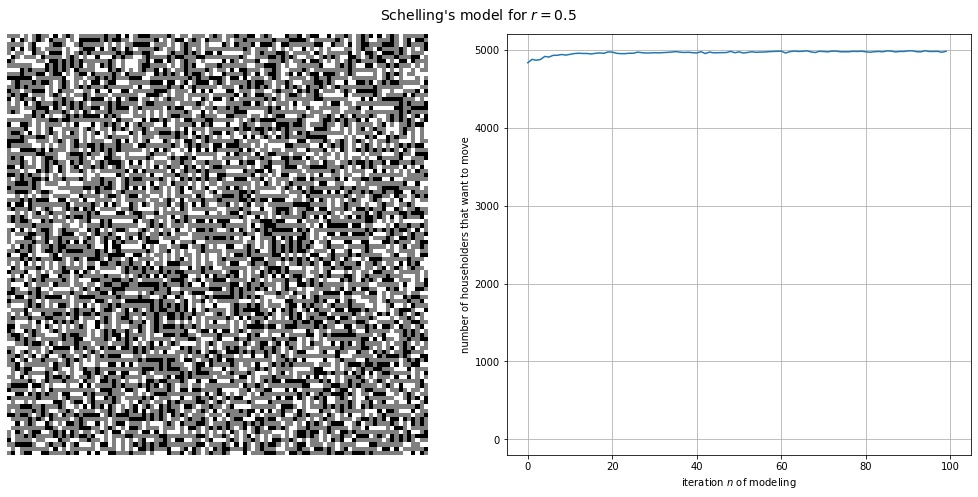 Schelling's model for r = 0.5
number of householders that want to move
5000
4000
3000
2000
1000
0
0 20 40 60 80 100
iteration n of modeling